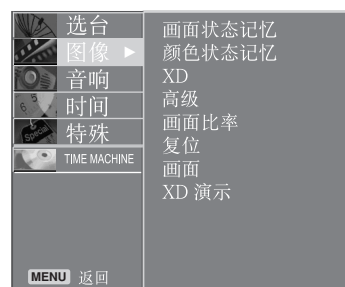 选台
图像
音响
时间
特殊
TIME MACHINE
画面状态记忆
颜色状态记忆
XD
高级
画面比率
复位
画面
XD 演示
MENU 返回